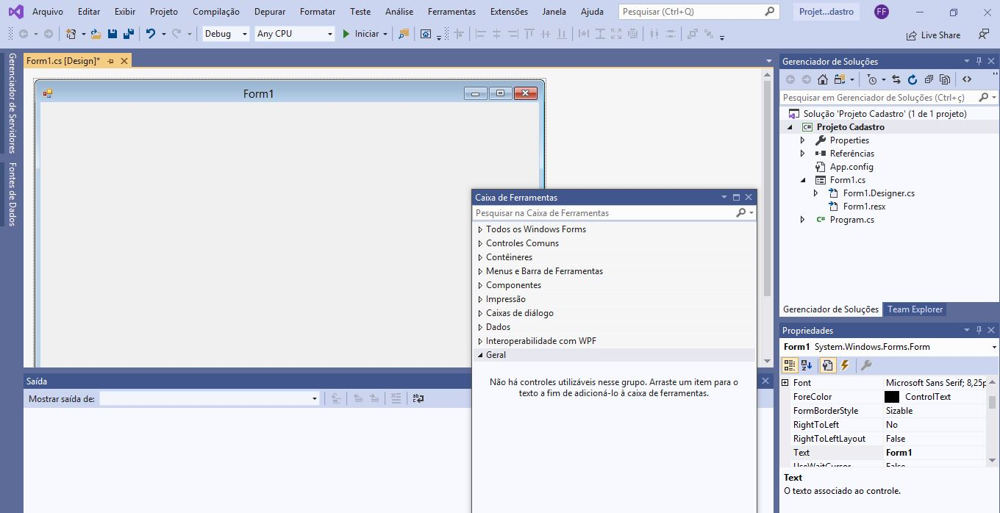 Arquivo Editar Exibir Projeto Compilação Depurar Formatar Teste Análise Ferramentas Extensões Janela Ajuda Pesquisar (Ctrl+Q) Projet...dastro FF
Debug Any CPU Iniciar Live Share
Gerenciador de Servidores
Fontes de Dados
Form1.cs [Design]*
Form1
Caixa de Ferramentas
Pesquisar na Caixa de Ferramentas
Todos os Windows Forms
Controles Comuns
Contêineres
Menus e Barra de Ferramentas
Componentes
Impressão
Caixas de diálogo
Dados
Interoperabilidade com WPF
Geral
Não há controles utilizáveis nesse grupo. Arraste um item para o
texto a fim de adicioná-lo à caixa de ferramentas.
Saída
Mostrar saída de:
Gerenciador de Soluções
Pesquisar em Gerenciador de Soluções (Ctrl+ç)
Solução 'Projeto Cadastro' (1 de 1 projeto)
C# Projeto Cadastro
Properties
Referências
App.config
Form1.cs
Form1.Designer.cs
Form1.resx
C# Program.cs
Gerenciador de Soluções Team Explorer
Propriedades
Form1 System.Windows.Forms.Form
Font Microsoft Sans Serif; 8,25p
ForeColor ControlText
FormBorderStyle Sizable
RightToLeft No
RightToLeftLayout False
Text Form1
UseWaitCursor False
Text
O texto associado ao controle.